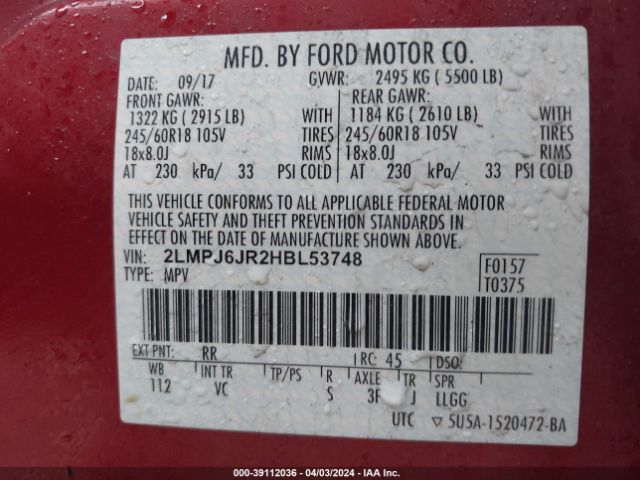 MFD. BY FORD MOTOR CO.
DATE: 09/17 GVWR: 2495 KG ( 5500 LB)
FRONT GAWR: REAR GAWR:
1322 KG ( 2915 LB) WITH 1184 KG ( 2610 LB) WITH
245/60R18 105V TIRES 245/60R18 105V TIRES
18x8.0J RIMS 18x8.0J RIMS
AT 230 kPa/ 33 PSI COLD AT 230 kPa/ 33 PSI COLD
THIS VEHICLE CONFORMS TO ALL APPLICABLE FEDERAL MOTOR
VEHICLE SAFETY AND THEFT PREVENTION STANDARDS IN
EFFECT ON THE DATE OF MANUFACTURE SHOWN ABOVE.
VIN: 2LMPJ6JR2HBL53748 F0157
TYPE: MPV T0375
EXT PNT: RR RC: 45 DSO:
WB INT TR TP/PS R AXLE TR SPR
112 VC S 3F J LLGG
UTC ▽ 5U5A-1520472-BA
000-39112036 - 04/03/2024 - IAA Inc.